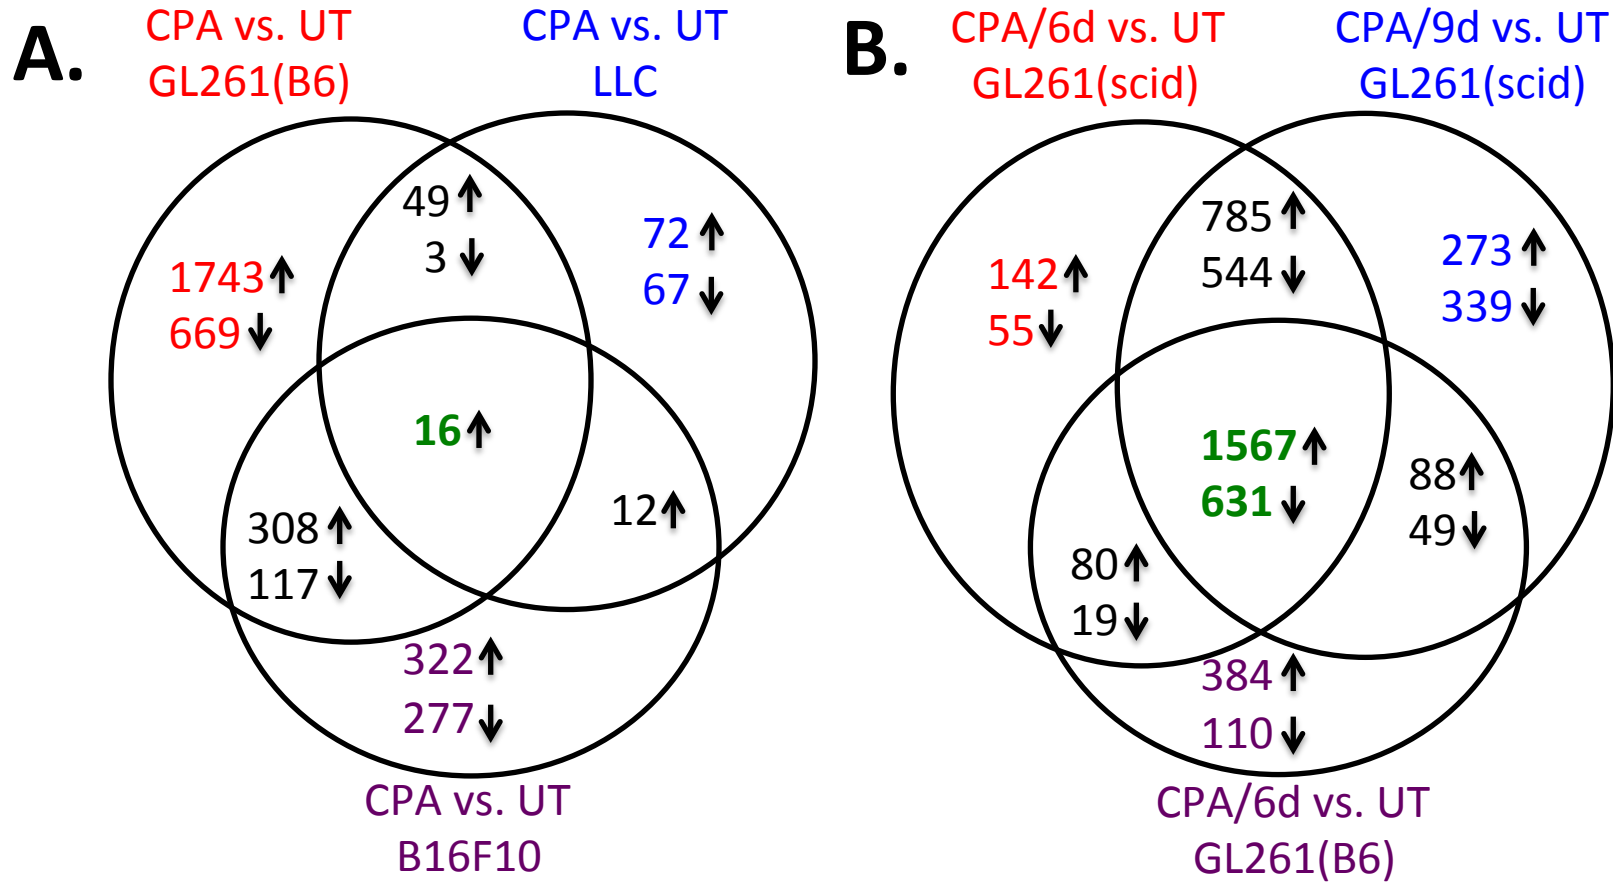 A.
CPA vs. UT
GL261(B6)
CPA vs. UT
LLC
49 ↑
3 ↓
72 ↑
67 ↓
1743 ↑
669 ↓
16 ↑
12 ↑
308 ↑
117 ↓
322 ↑
277 ↓
CPA vs. UT
B16F10
B.
CPA/6d vs. UT
GL261(scid)
CPA/9d vs. UT
GL261(scid)
785 ↑
544 ↓
273 ↑
339 ↓
142 ↑
55 ↓
1567 ↑
631 ↓
88 ↑
49 ↓
80 ↑
19 ↓
384 ↑
110 ↓
CPA/6d vs. UT
GL261(B6)